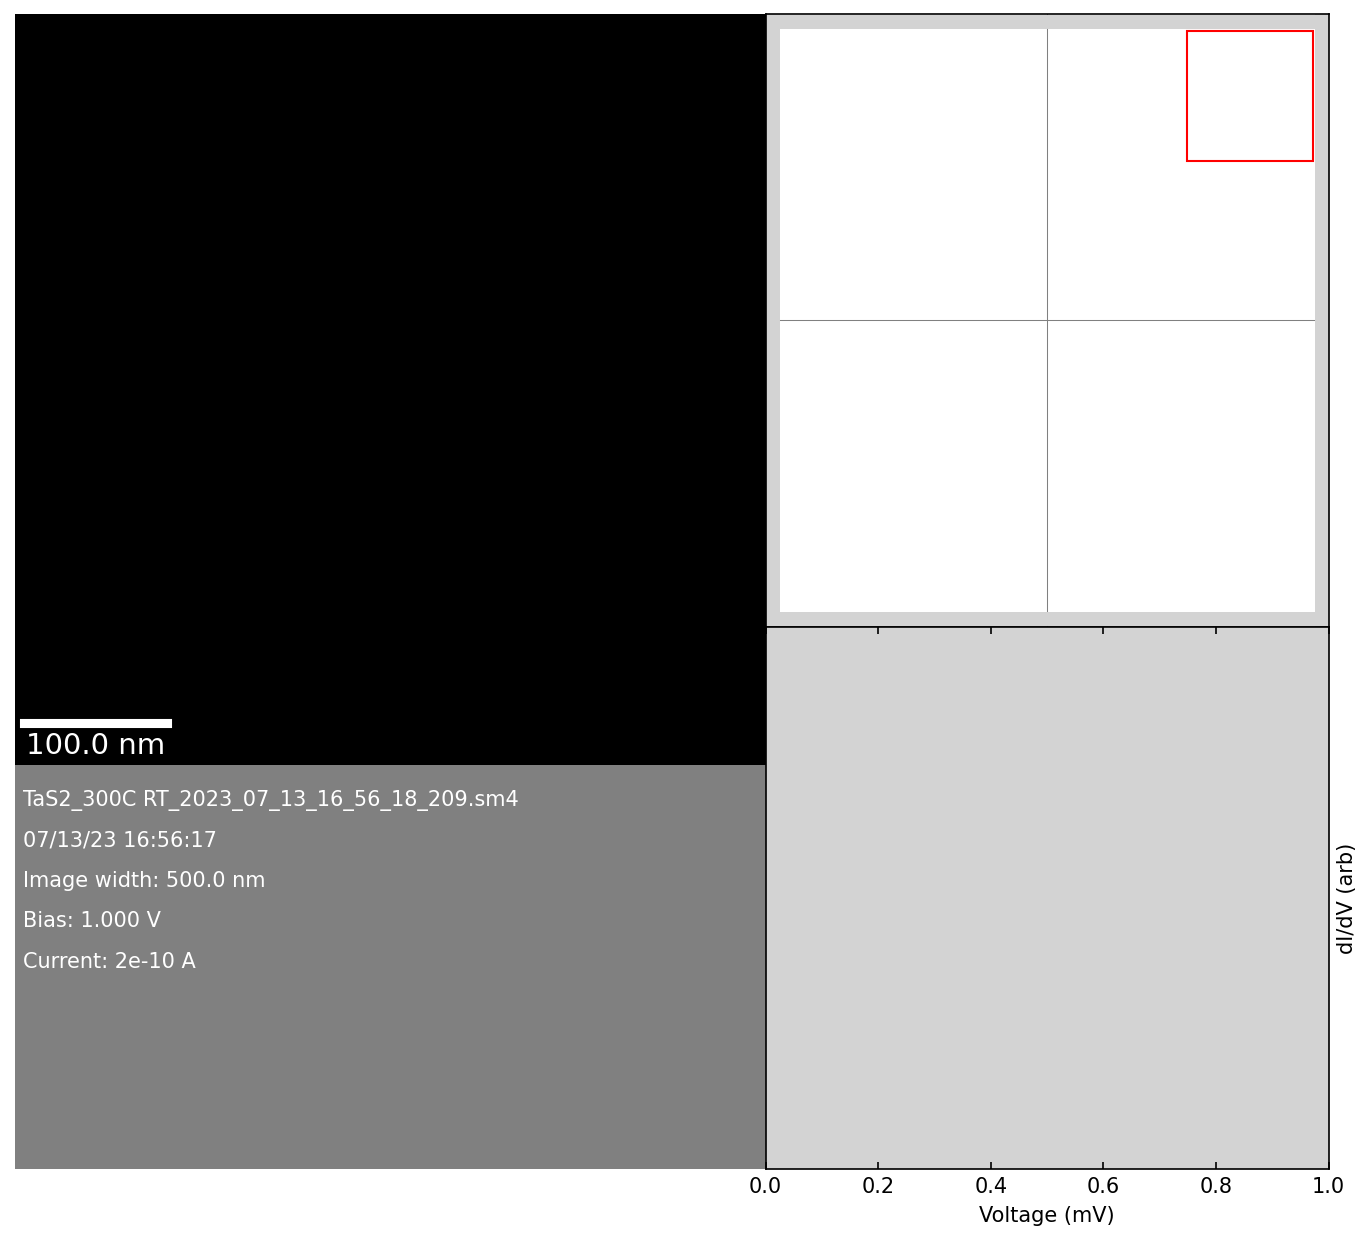 100.0 nm
TaS2_300C RT_2023_07_13_16_56_18_209.sm4
07/13/23 16:56:17
Image width: 500.0 nm
Bias: 1.000 V
Current: 2e-10 A
dI/dV (arb)
0.0 0.2 0.4 0.6 0.8 1.0
Voltage (mV)